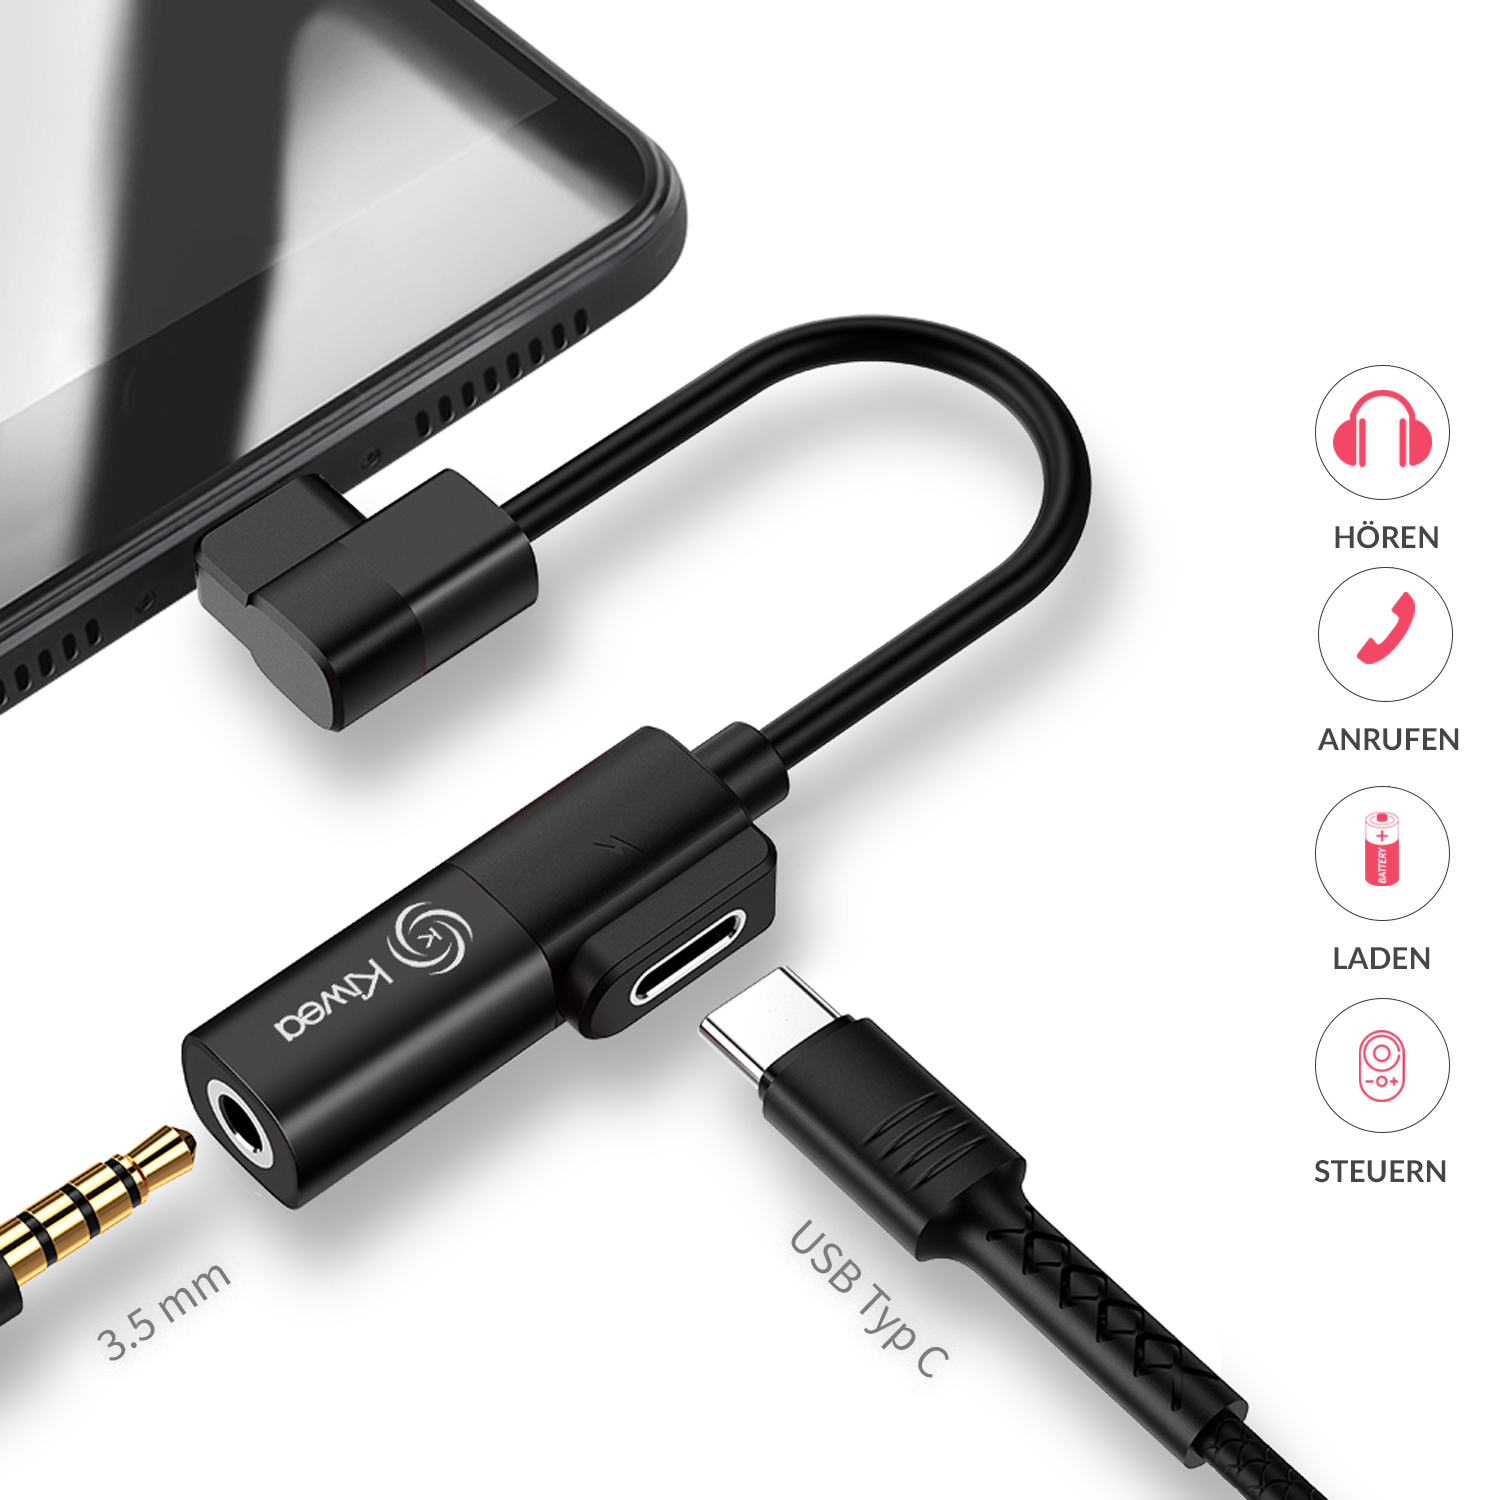 HÖREN
ANRUFEN
BATTERY
LADEN
STEUERN
K
Kiwea
3.5 mm
USB Typ C